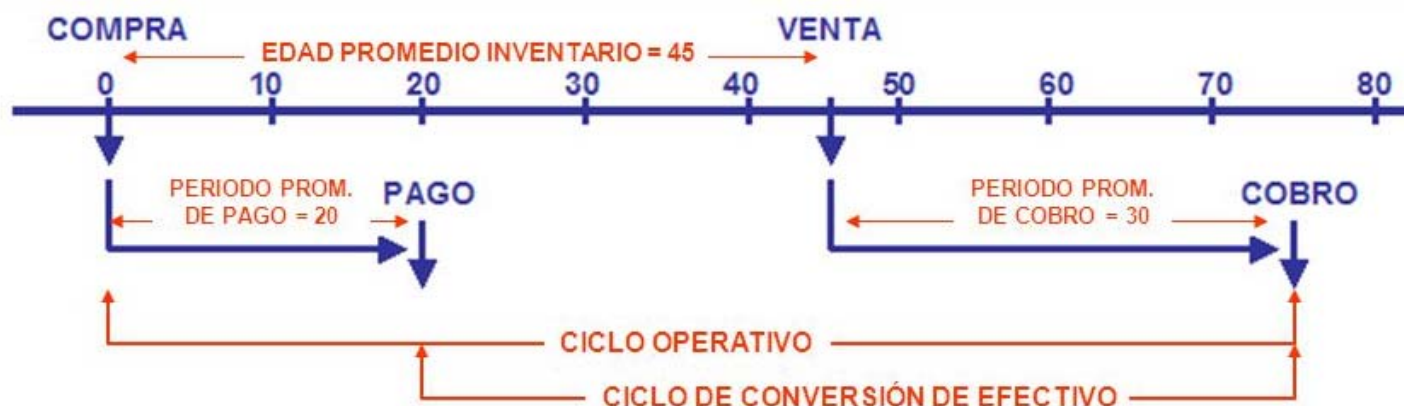 COMPRA
VENTA
EDAD PROMEDIO INVENTARIO = 45
0 10 20 30 40 50 60 70 80
PERIODO PROM.
DE PAGO = 20
PAGO
PERIODO PROM.
DE COBRO = 30
COBRO
CICLO OPERATIVO
CICLO DE CONVERSIÓN DE EFECTIVO